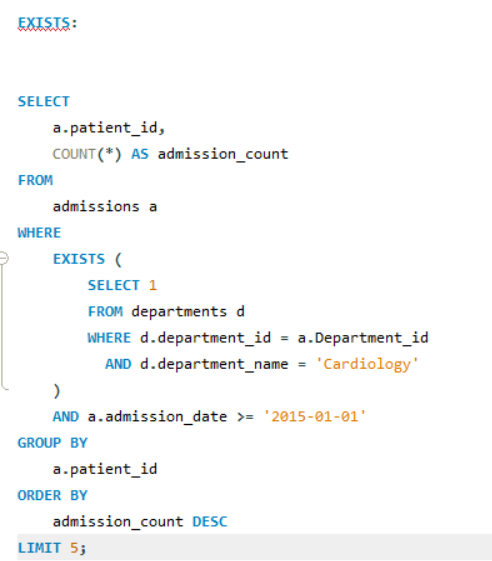 EXISTS:
SELECT
a.patient_id,
COUNT(*) AS admission_count
FROM
admissions a
WHERE
EXISTS (
SELECT 1
FROM departments d
WHERE d.department_id = a.Department_id
AND d.department_name = 'Cardiology'
)
AND a.admission_date >= '2015-01-01'
GROUP BY
a.patient_id
ORDER BY
admission_count DESC
LIMIT 5;